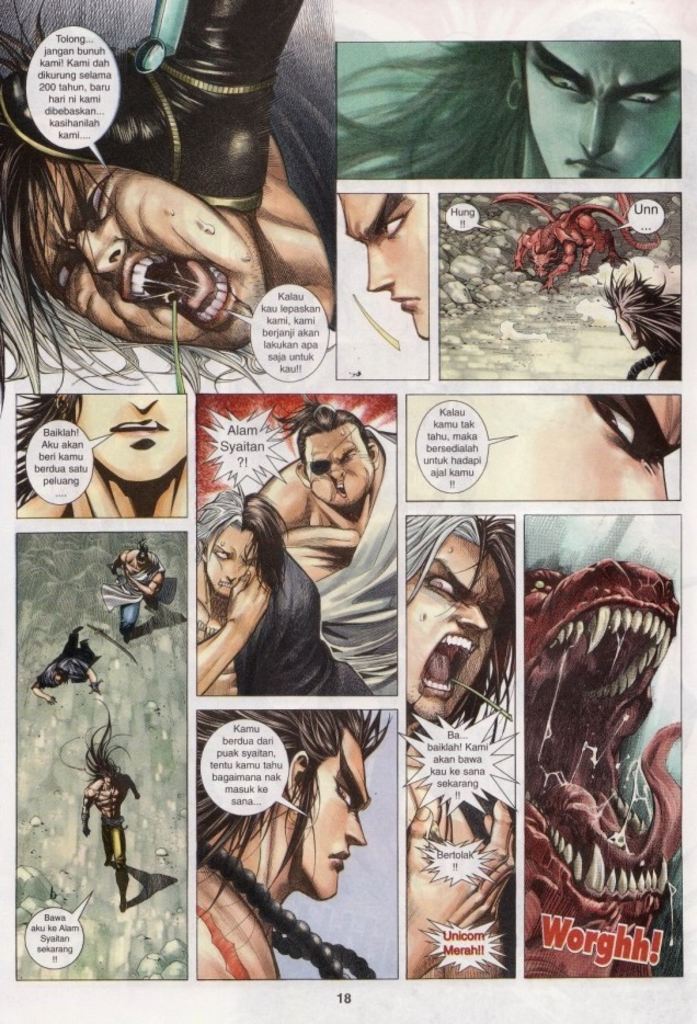 Tolong...
jangan bunuh
kami! Kami dah
dikurung selama
200 tahun, baru
hari ni kami
dibebaskan...
kasihanilah
kami....
Kalau
kau lepaskan
kami, kami
berjanji akan
lakukan apa
saja untuk
kau!!
Hung
!!
Unn
...
Baiklah!
Aku akan
beri kamu
berdua satu
peluang
....
Alam
Syaitan
?!
Kalau
kamu tak
tahu, maka
bersedialah
untuk hadapi
ajal kamu
!!
Bawa
aku ke Alam
Syaitan
sekarang
!!
Kamu
berdua dari
puak syaitan,
tentu kamu tahu
bagaimana nak
masuk ke
sana...
Ba...
baiklah! Kami
akan bawa
kau ke sana
sekarang
!!
Bertolak
!!
Unicorn
Merah!!
Worghh!
18